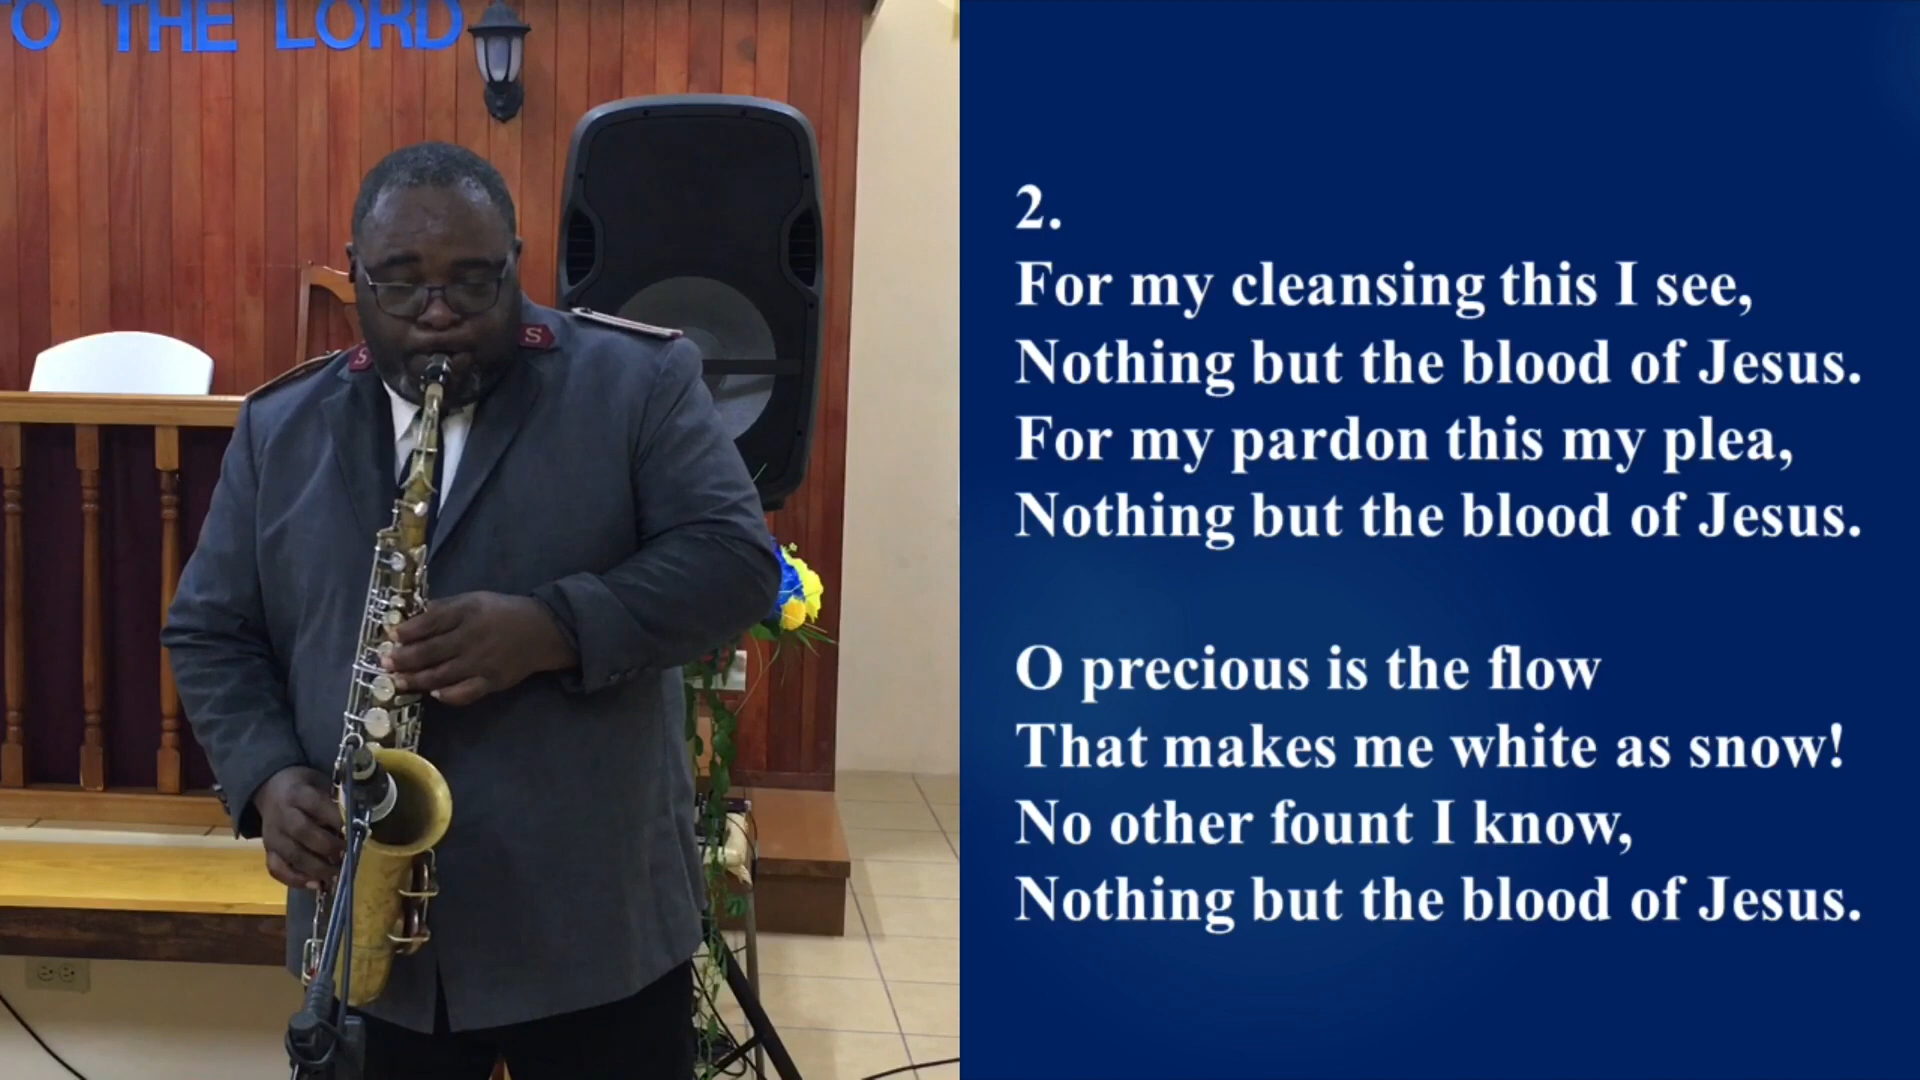 TO THE LORD
S S
2.
For my cleansing this I see,
Nothing but the blood of Jesus.
For my pardon this my plea,
Nothing but the blood of Jesus.
O precious is the flow
That makes me white as snow!
No other fount I know,
Nothing but the blood of Jesus.